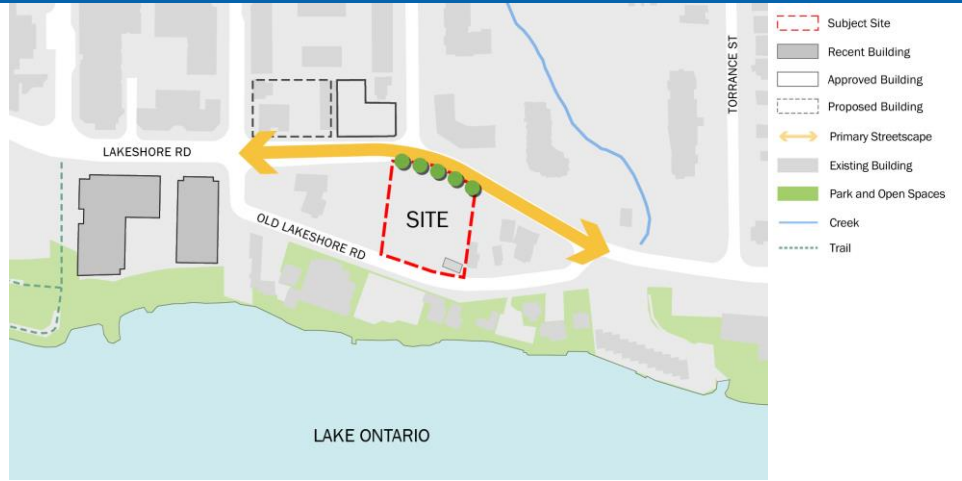 LAKESHORE RD
OLD LAKESHORE RD
SITE
TORRANCE ST
LAKE ONTARIO
Subject Site
Recent Building
Approved Building
Proposed Building
Primary Streetscape
Existing Building
Park and Open Spaces
Creek
Trail